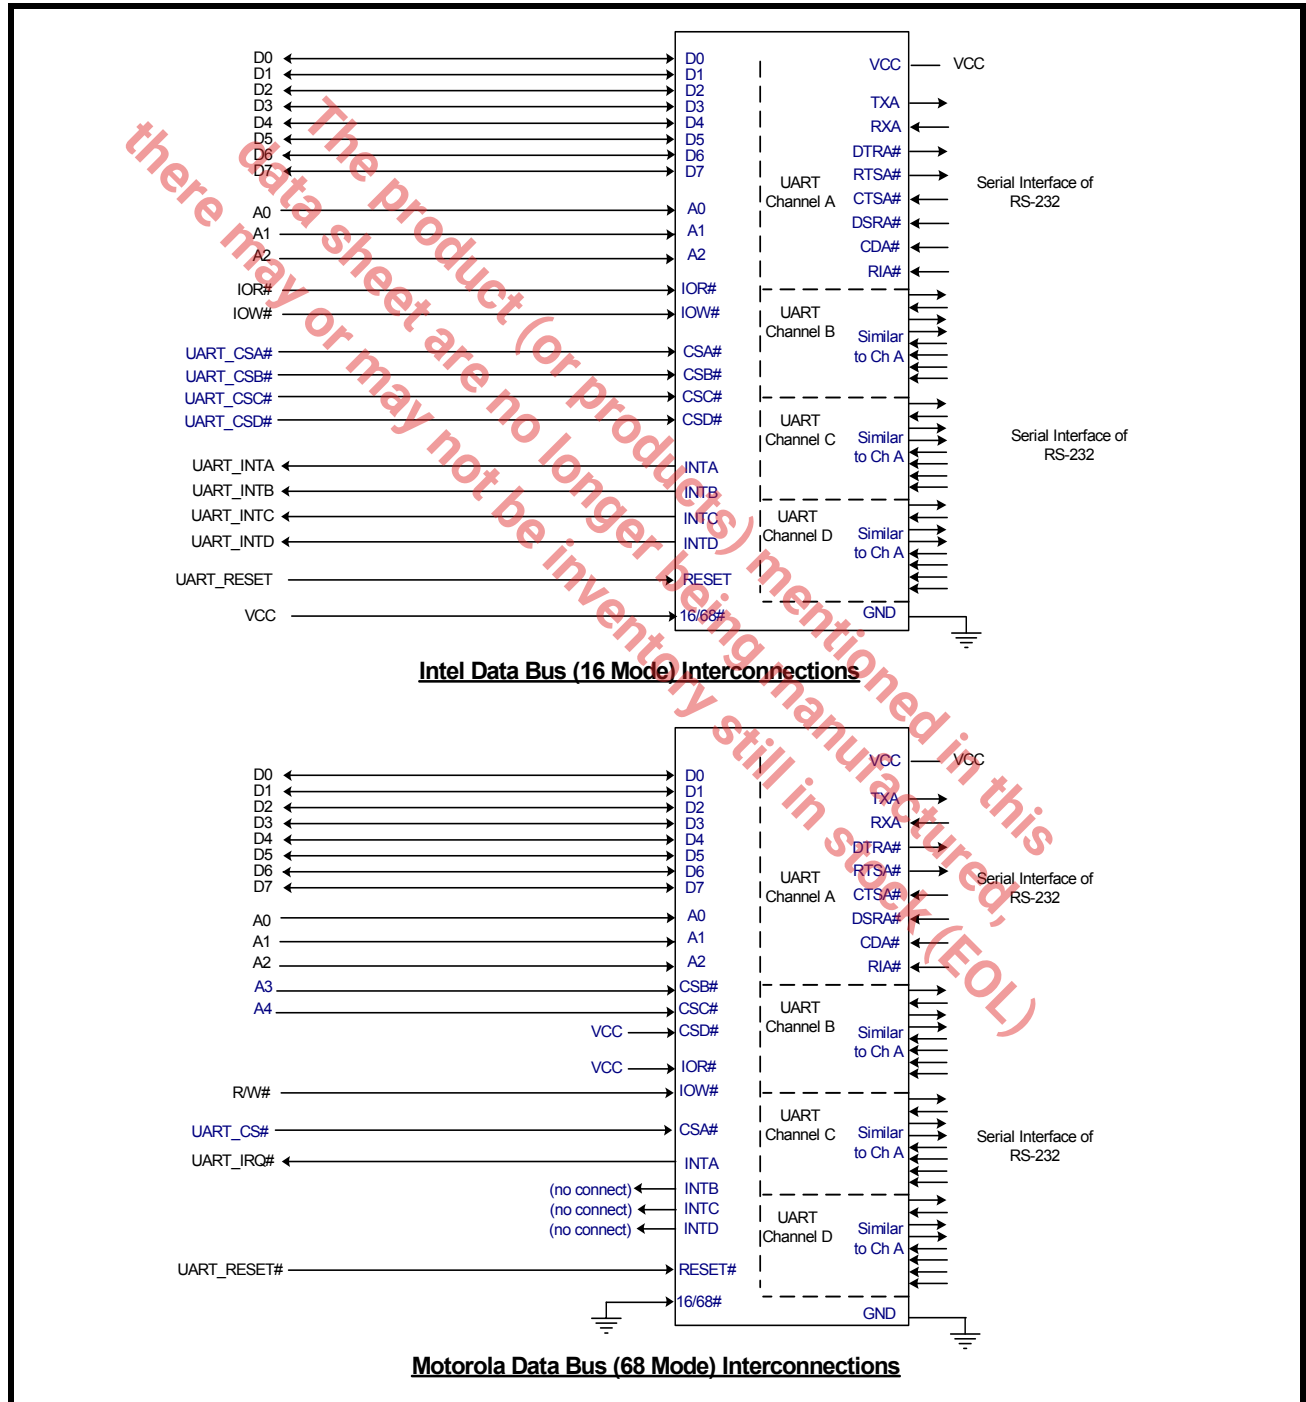 D0 D0 VCC VCC
D1 D1
D2 D2
D3 D3 TXA
D4 D4 RXA
D5 D5
D6 D6 DTRA#
D7 D7 RTSA#
UART
Channel A
Serial Interface of
RS-232
CTSA#
A0 A0 DSRA#
A1 A1 CDA#
A2 A2 RIA#
IOR# IOR#
IOW# IOW#
UART
Channel B
Similar
to Ch A
UART_CSA# CSA#
UART_CSB# CSB#
UART_CSC# CSC#
UART_CSD# CSD#
UART
Channel C
Similar
to Ch A
Serial Interface of
RS-232
UART_INTA INTA
UART_INTB INTB
UART_INTC INTC
UART_INTD INTD
UART
Channel D
Similar
to Ch A
UART_RESET RESET
VCC 16/68# GND
Intel Data Bus (16 Mode) Interconnections
D0 D0 VCC VCC
D1 D1
D2 D2 TXA
D3 D3 RXA
D4 D4 DTRA#
D5 D5
D6 D6 RTSA#
D7 D7
UART
Channel A
Serial Interface of
RS-232
CTSA#
A0 A0 DSRA#
A1 A1 CDA#
A2 A2 RIA#
A3 CSB#
A4 CSC#
VCC CSD#
UART
Channel B
Similar
to Ch A
VCC IOR#
R/W# IOW#
UART_CS# CSA#
UART
Channel C
Similar
to Ch A
Serial Interface of
RS-232
UART_IRQ# INTA
(no connect) INTB
(no connect) INTC
(no connect) INTD
UART
Channel D
Similar
to Ch A
UART_RESET# RESET#
16/68# GND
Motorola Data Bus (68 Mode) Interconnections
The product (or products) mentioned in this
data sheet are no longer being manufactured,
there may or may not be inventory still in stock (EOL)